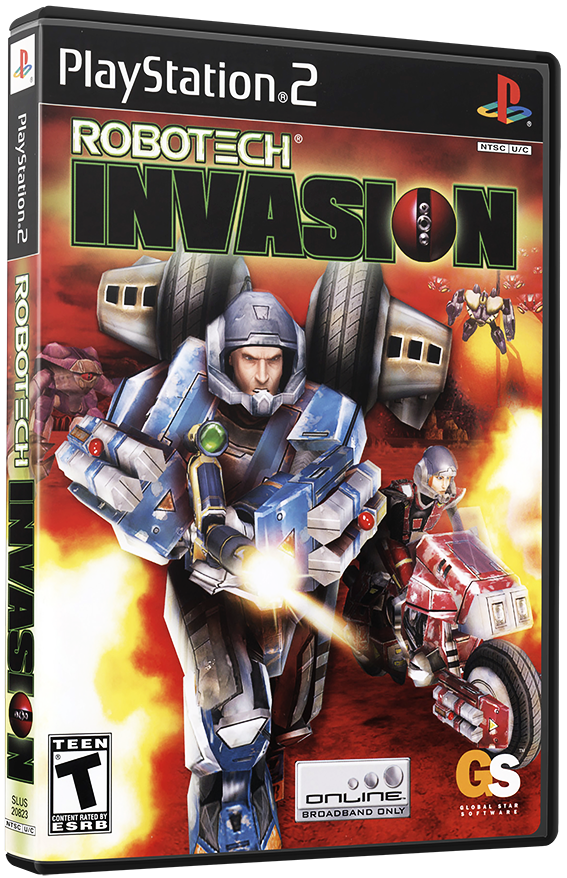 PlayStation®2
NTSC U/C
ROBOTECH®
INVASION
PlayStation®2
ROBOTECH INVASION
SLUS
20823
NTSC U/C
TEEN
T
CONTENT RATED BY
ESRB
ONLINE
BROADBAND ONLY
GS™
GLOBAL STAR
SOFTWARE